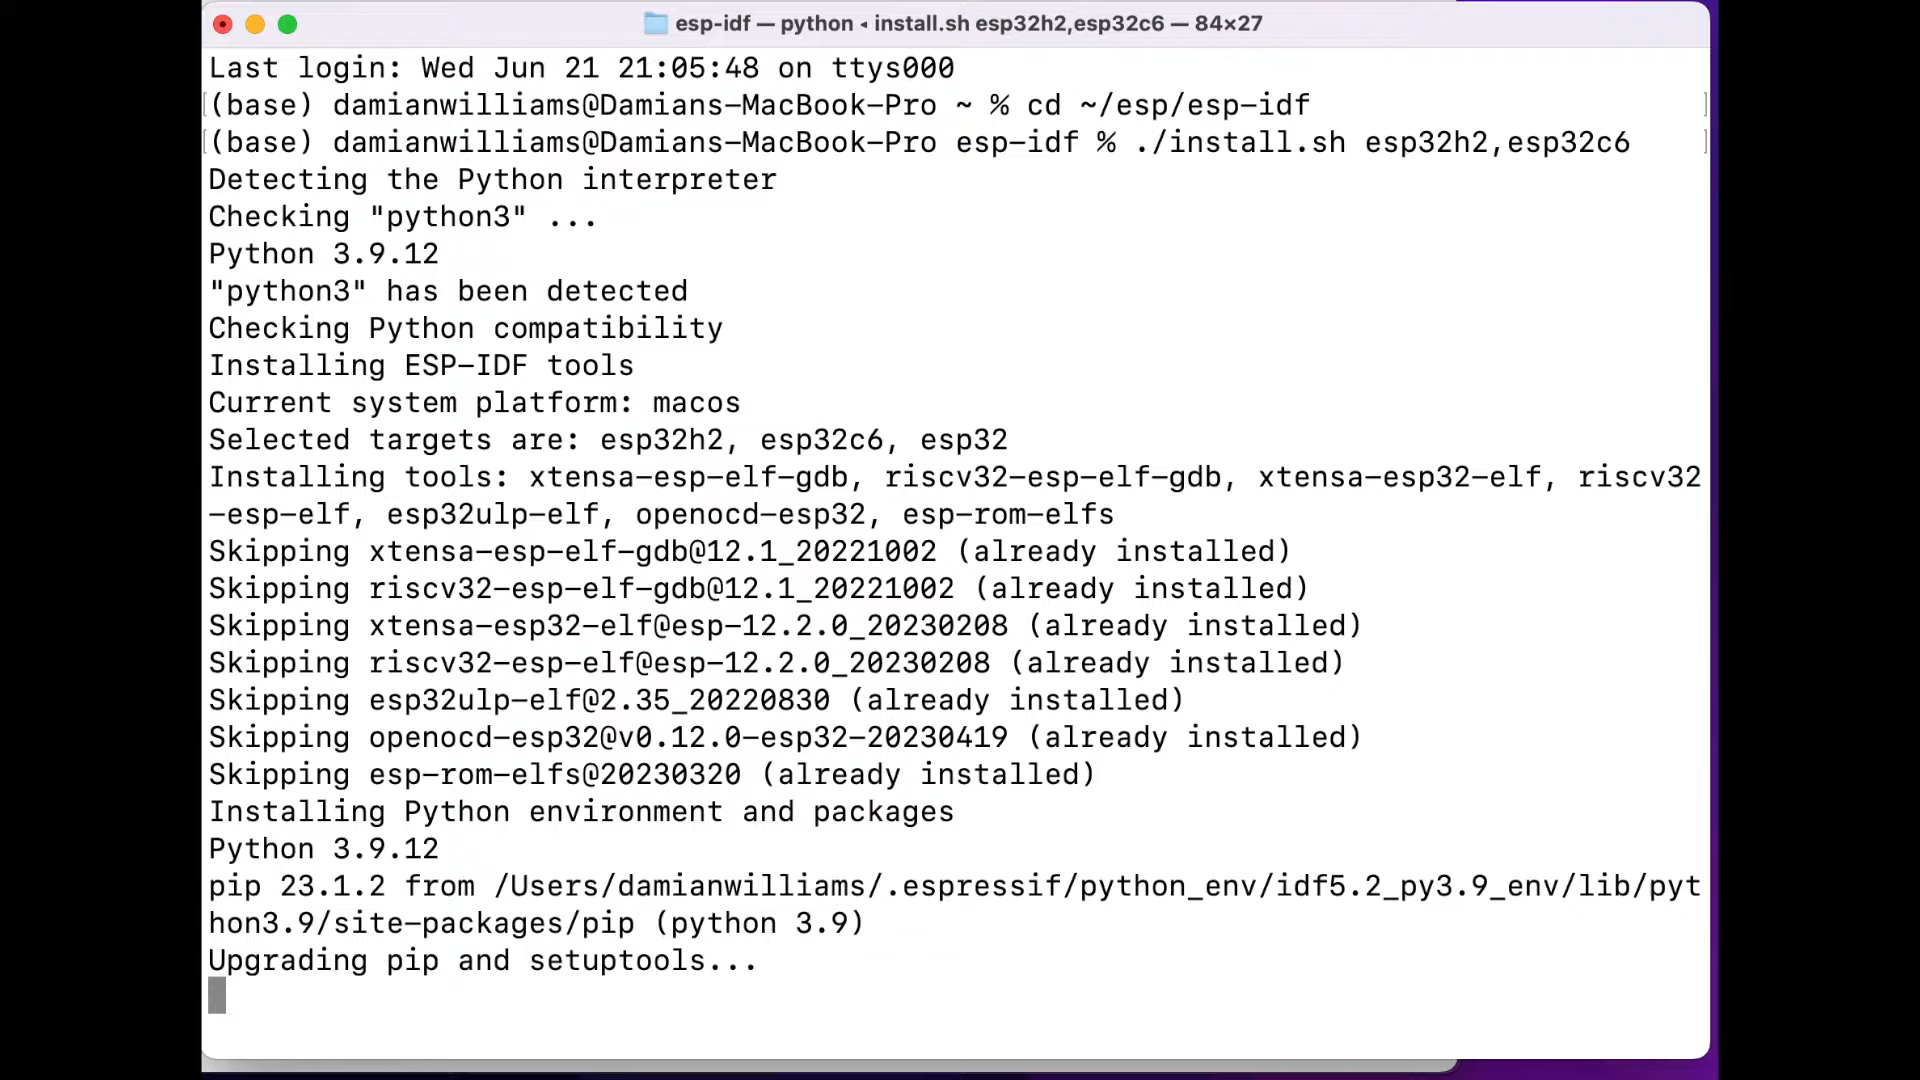 esp-idf — python ◂ install.sh esp32h2,esp32c6 — 84×27
Last login: Wed Jun 21 21:05:48 on ttys000
[(base) damianwilliams@Damians-MacBook-Pro ~ % cd ~/esp/esp-idf ]
[(base) damianwilliams@Damians-MacBook-Pro esp-idf % ./install.sh esp32h2,esp32c6 ]
Detecting the Python interpreter
Checking "python3" ...
Python 3.9.12
"python3" has been detected
Checking Python compatibility
Installing ESP-IDF tools
Current system platform: macos
Selected targets are: esp32h2, esp32c6, esp32
Installing tools: xtensa-esp-elf-gdb, riscv32-esp-elf-gdb, xtensa-esp32-elf, riscv32
-esp-elf, esp32ulp-elf, openocd-esp32, esp-rom-elfs
Skipping xtensa-esp-elf-gdb@12.1_20221002 (already installed)
Skipping riscv32-esp-elf-gdb@12.1_20221002 (already installed)
Skipping xtensa-esp32-elf@esp-12.2.0_20230208 (already installed)
Skipping riscv32-esp-elf@esp-12.2.0_20230208 (already installed)
Skipping esp32ulp-elf@2.35_20220830 (already installed)
Skipping openocd-esp32@v0.12.0-esp32-20230419 (already installed)
Skipping esp-rom-elfs@20230320 (already installed)
Installing Python environment and packages
Python 3.9.12
pip 23.1.2 from /Users/damianwilliams/.espressif/python_env/idf5.2_py3.9_env/lib/pyt
hon3.9/site-packages/pip (python 3.9)
Upgrading pip and setuptools...